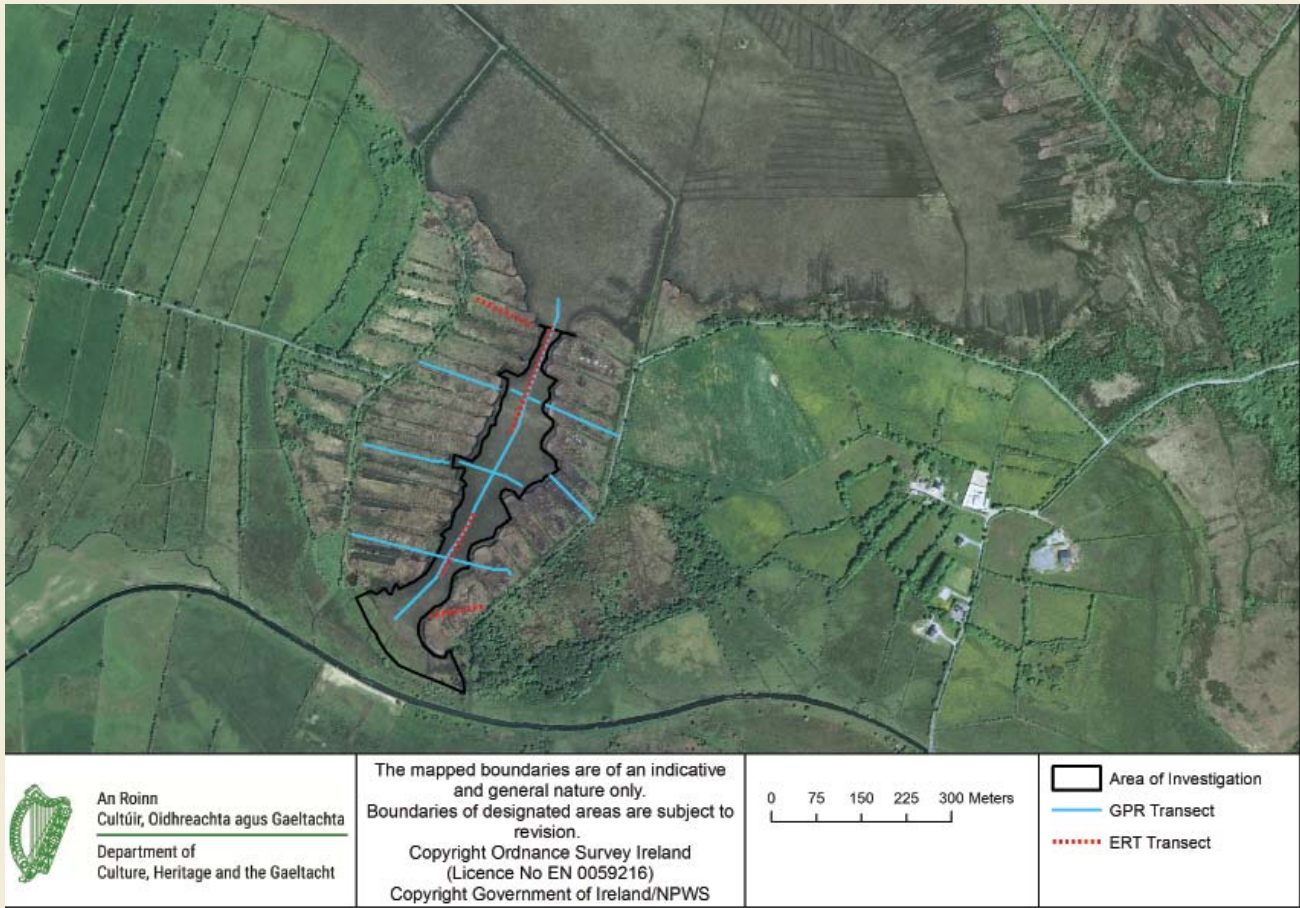 An Roinn
Cultúir, Oidhreachta agus Gaeltachta
Department of
Culture, Heritage and the Gaeltacht
The mapped boundaries are of an indicative
and general nature only.
Boundaries of designated areas are subject to
revision.
Copyright Ordnance Survey Ireland
(Licence No EN 0059216)
Copyright Government of Ireland/NPWS
0 75 150 225 300 Meters
Area of Investigation
GPR Transect
ERT Transect